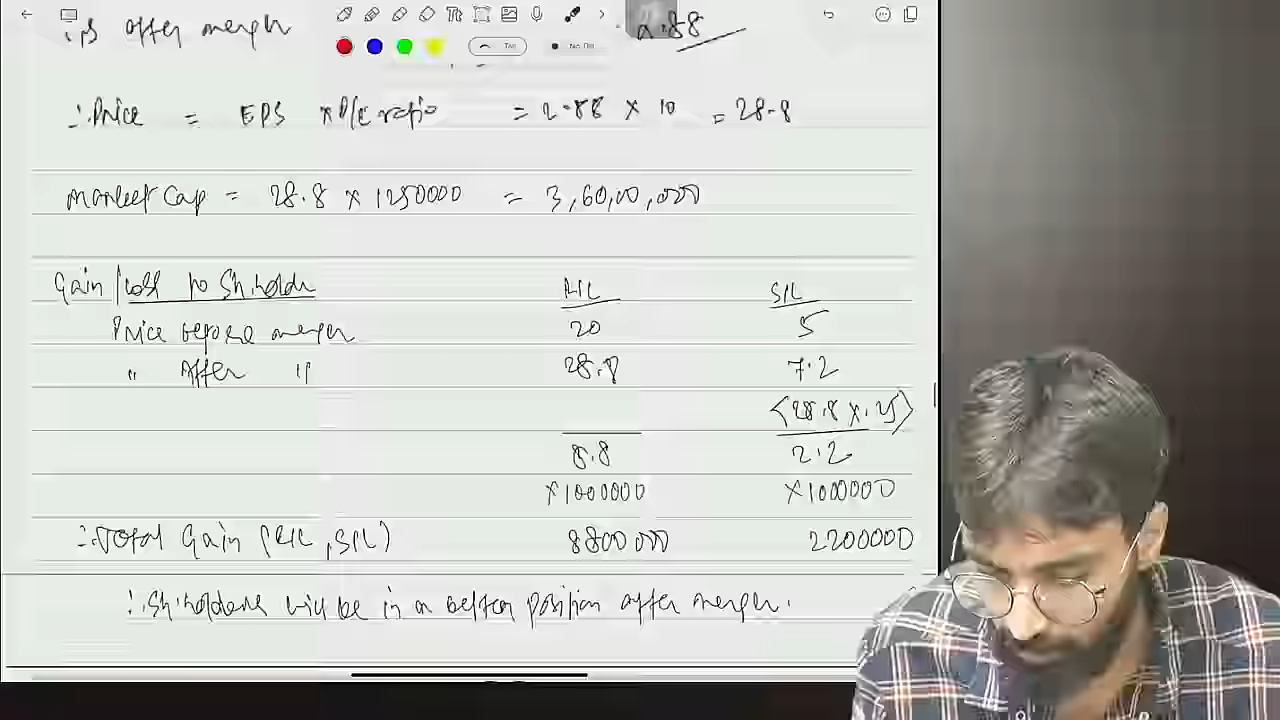 after merger 2.88
∴ Price = EPS × P/E ratio = 2.88 × 10 = 28.8
Market Cap = 28.8 × 1250000 = 3,60,00,000
Gain / Loss to Sh.holder HL SL
Price before merger 20 5
" After " 28.8 7.2
<28.8 × .25>
8.8 2.2
×1000000 ×1000000
∴ Total Gain ( , SL) 8800000 2200000
∴ Sh.holders will be in a better position after merger.